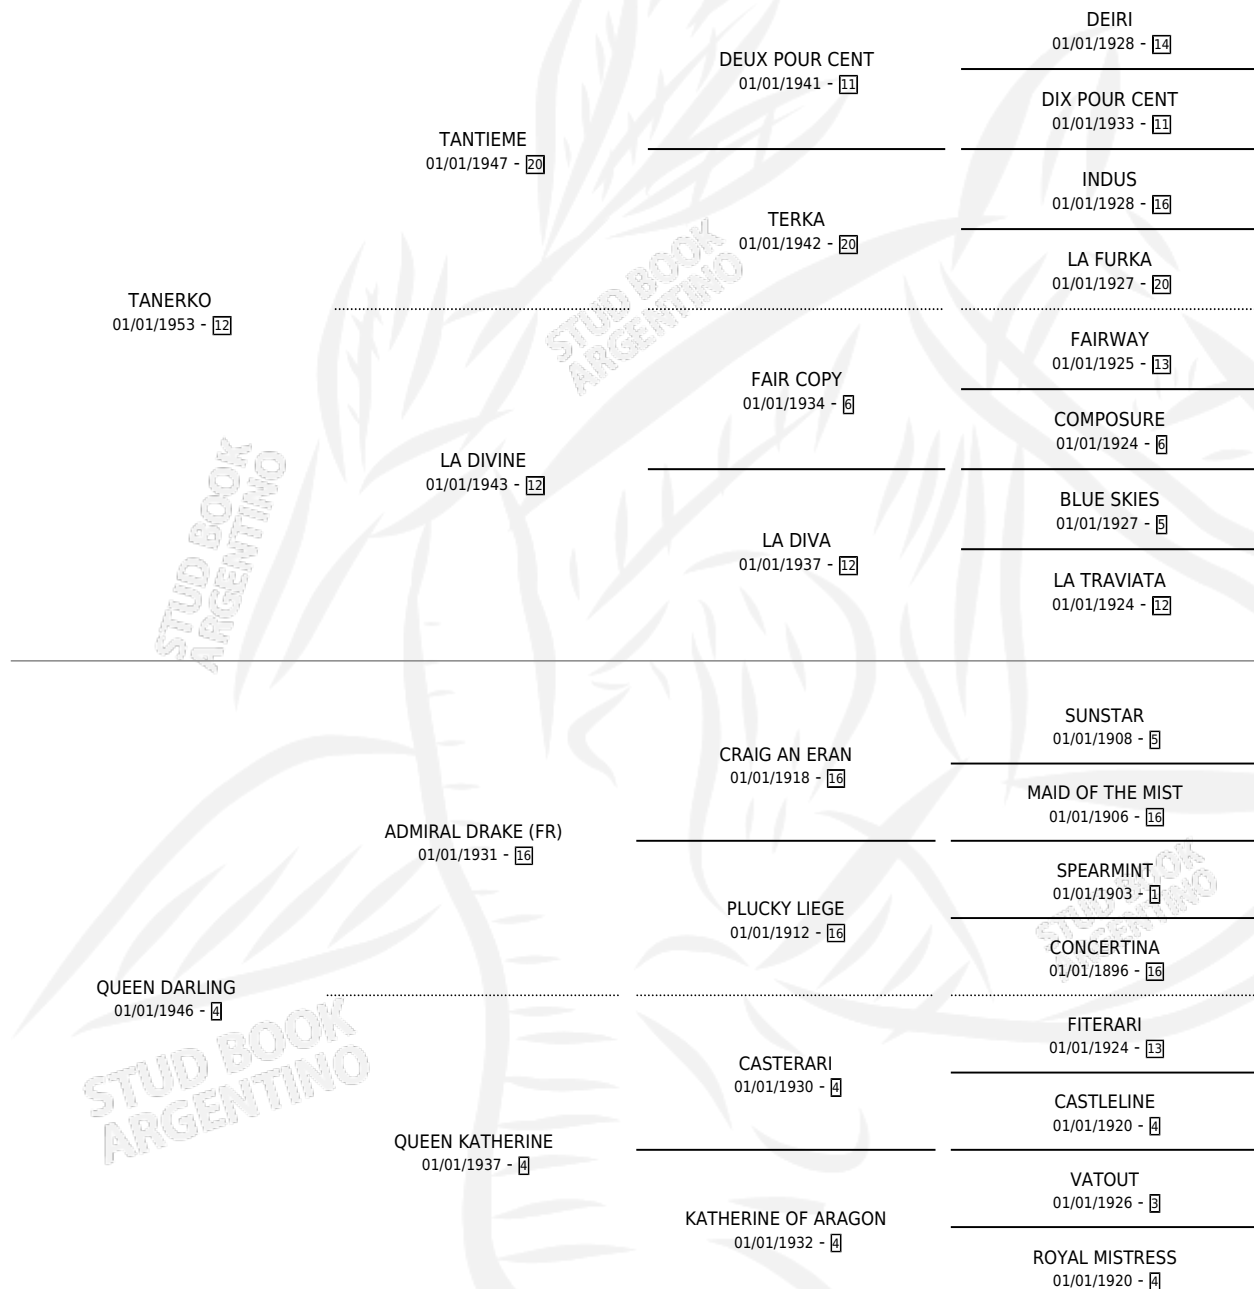 DEIRI
01/01/1928 - 14
DEUX POUR CENT
01/01/1941 - 11
DIX POUR CENT
01/01/1933 - 11
TANTIEME
01/01/1947 - 20
INDUS
01/01/1928 - 16
TERKA
01/01/1942 - 20
LA FURKA
01/01/1927 - 20
TANERKO
01/01/1953 - 12
FAIRWAY
01/01/1925 - 13
FAIR COPY
01/01/1934 - 6
COMPOSURE
01/01/1924 - 6
LA DIVINE
01/01/1943 - 12
BLUE SKIES
01/01/1927 - 5
LA DIVA
01/01/1937 - 12
LA TRAVIATA
01/01/1924 - 12
SUNSTAR
01/01/1908 - 5
CRAIG AN ERAN
01/01/1918 - 16
MAID OF THE MIST
01/01/1906 - 16
ADMIRAL DRAKE (FR)
01/01/1931 - 16
SPEARMINT
01/01/1903 - 1
PLUCKY LIEGE
01/01/1912 - 16
CONCERTINA
01/01/1896 - 16
QUEEN DARLING
01/01/1946 - 4
FITERARI
01/01/1924 - 13
CASTERARI
01/01/1930 - 4
CASTLELINE
01/01/1920 - 4
QUEEN KATHERINE
01/01/1937 - 4
VATOUT
01/01/1926 - 3
KATHERINE OF ARAGON
01/01/1932 - 4
ROYAL MISTRESS
01/01/1920 - 4
STUD BOOK
ARGENTINO
STUD BOOK
ARGENTINO
STUD BOOK
ARGENTINO
STUD BOOK
ARGENTINO